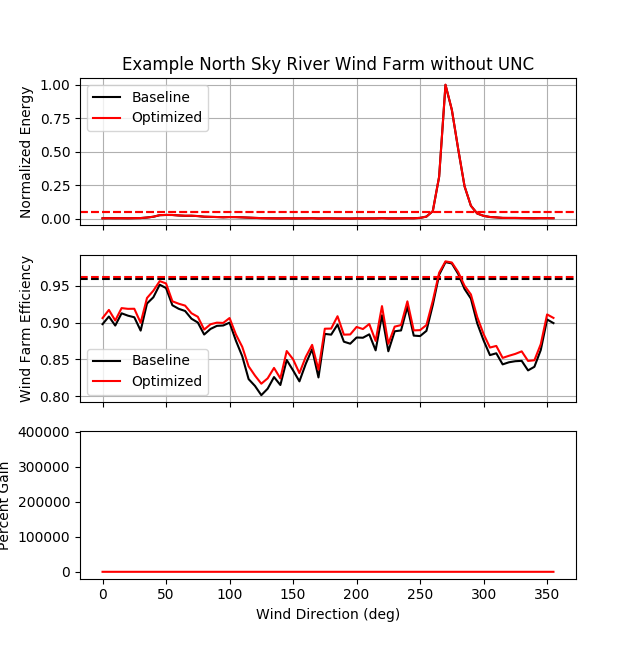 Example North Sky River Wind Farm without UNC
Normalized Energy
1.00
0.75
0.50
0.25
0.00
Baseline
Optimized
Wind Farm Efficiency
0.95
0.90
0.85
0.80
Baseline
Optimized
Percent Gain
400000
300000
200000
100000
0
0 50 100 150 200 250 300 350
Wind Direction (deg)